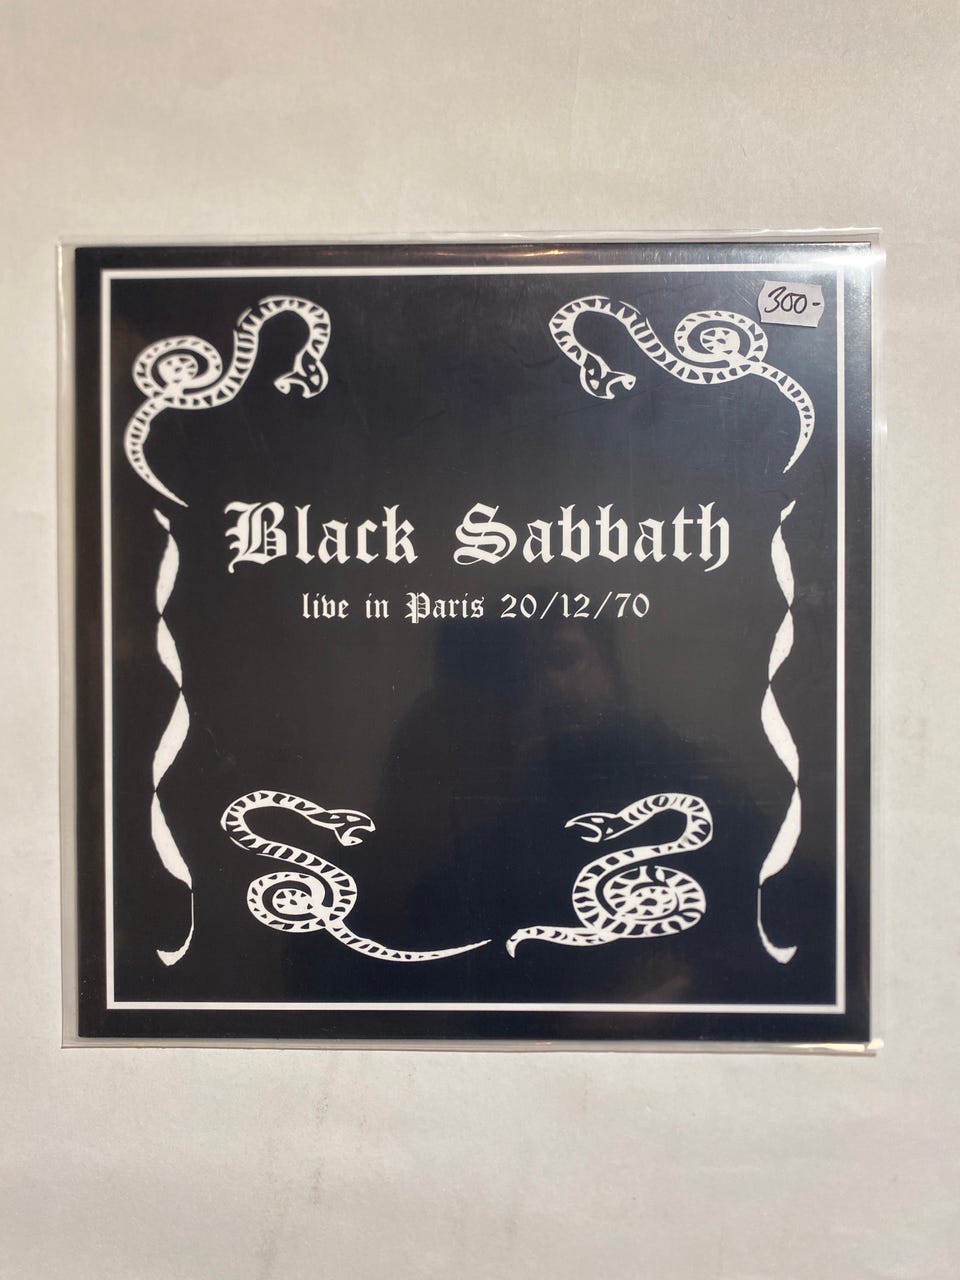 300-
Black Sabbath
live in Paris 20/12/70